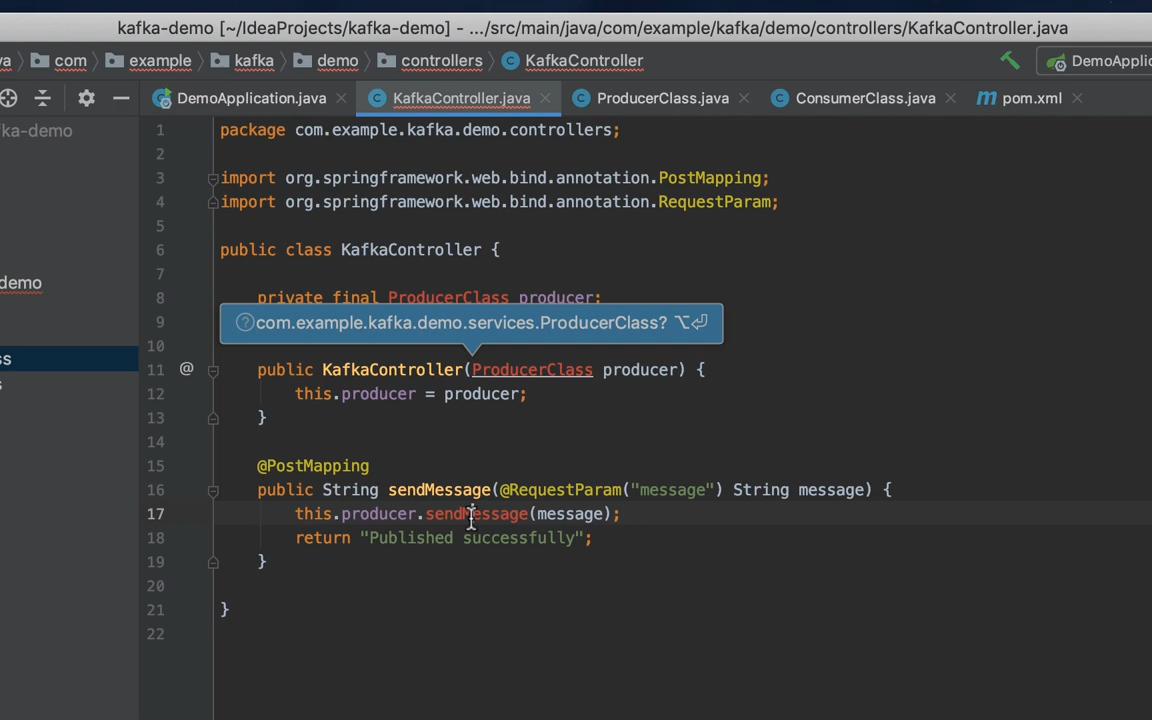 kafka-demo [~/IdeaProjects/kafka-demo] - .../src/main/java/com/example/kafka/demo/controllers/KafkaController.java
va com example kafka demo controllers KafkaController DemoApplic
DemoApplication.java KafkaController.java ProducerClass.java ConsumerClass.java pom.xml
fka-demo
demo
ss
s
1 package com.example.kafka.demo.controllers;
2
3 import org.springframework.web.bind.annotation.PostMapping;
4 import org.springframework.web.bind.annotation.RequestParam;
5
6 public class KafkaController {
7
8 private final ProducerClass producer;
9 com.example.kafka.demo.services.ProducerClass? ⌥⏎
10
11 @ public KafkaController(ProducerClass producer) {
12 this.producer = producer;
13 }
14
15 @PostMapping
16 public String sendMessage(@RequestParam("message") String message) {
17 this.producer.sendMessage(message);
18 return "Published successfully";
19 }
20
21 }
22